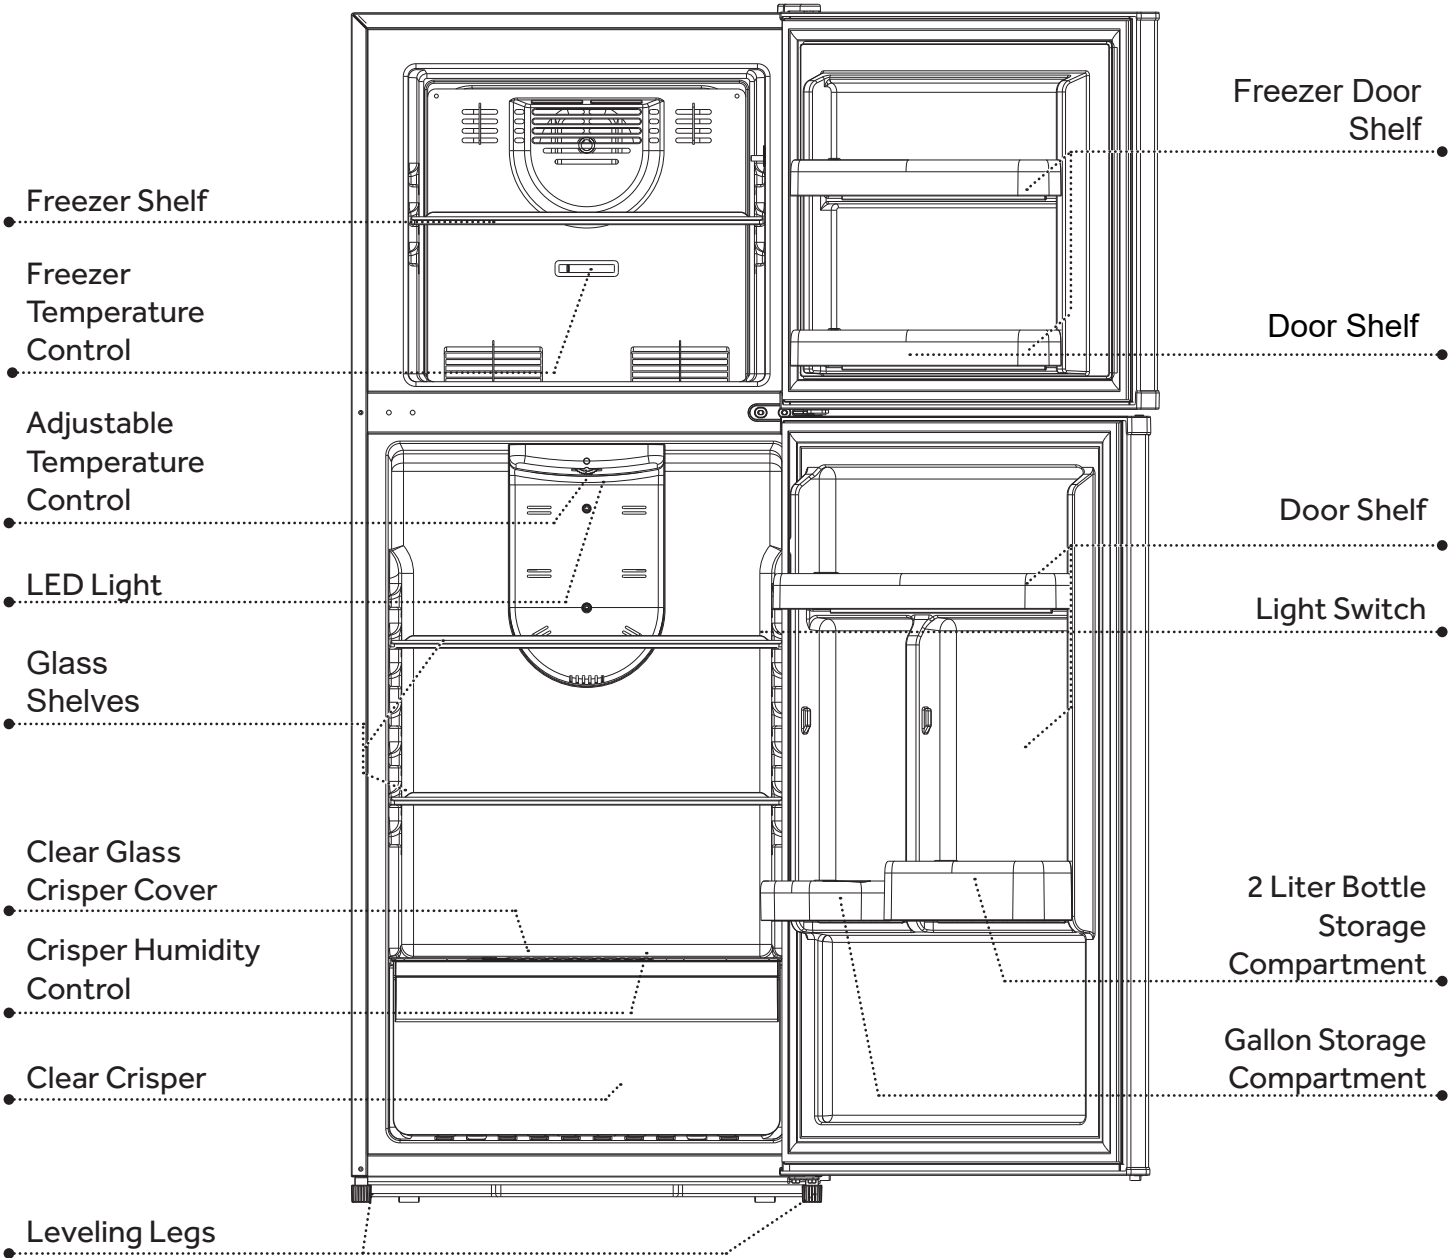 Freezer Shelf
Freezer
Temperature
Control
Adjustable
Temperature
Control
LED Light
Glass
Shelves
Clear Glass
Crisper Cover
Crisper Humidity
Control
Clear Crisper
Leveling Legs
Freezer Door
Shelf
Door Shelf
Door Shelf
Light Switch
2 Liter Bottle
Storage
Compartment
Gallon Storage
Compartment